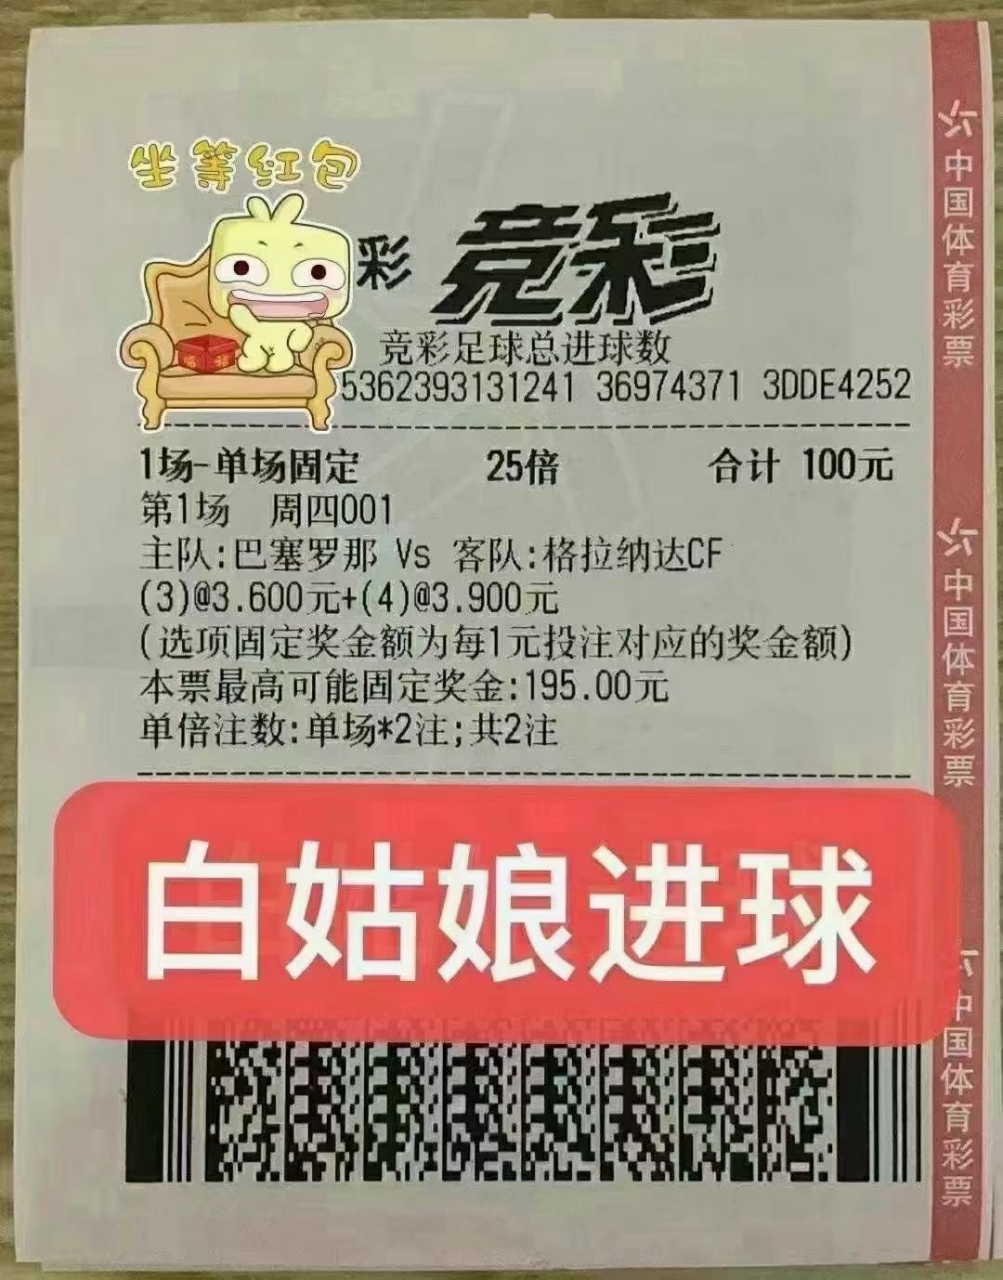 坐等红包
彩 竞彩
竞彩足球总进球数
5362393131241 36974371 3DDE4252
1场-单场固定 25倍 合计 100元
第1场 周四001
主队:巴塞罗那 Vs 客队:格拉纳达CF
(3)@3.600元+(4)@3.900元
(选项固定奖金额为每1元投注对应的奖金额)
本票最高可能固定奖金:195.00元
单倍注数:单场*2注;共2注
白姑娘进球
中国体育彩票
中国体育彩票
中国体育彩票